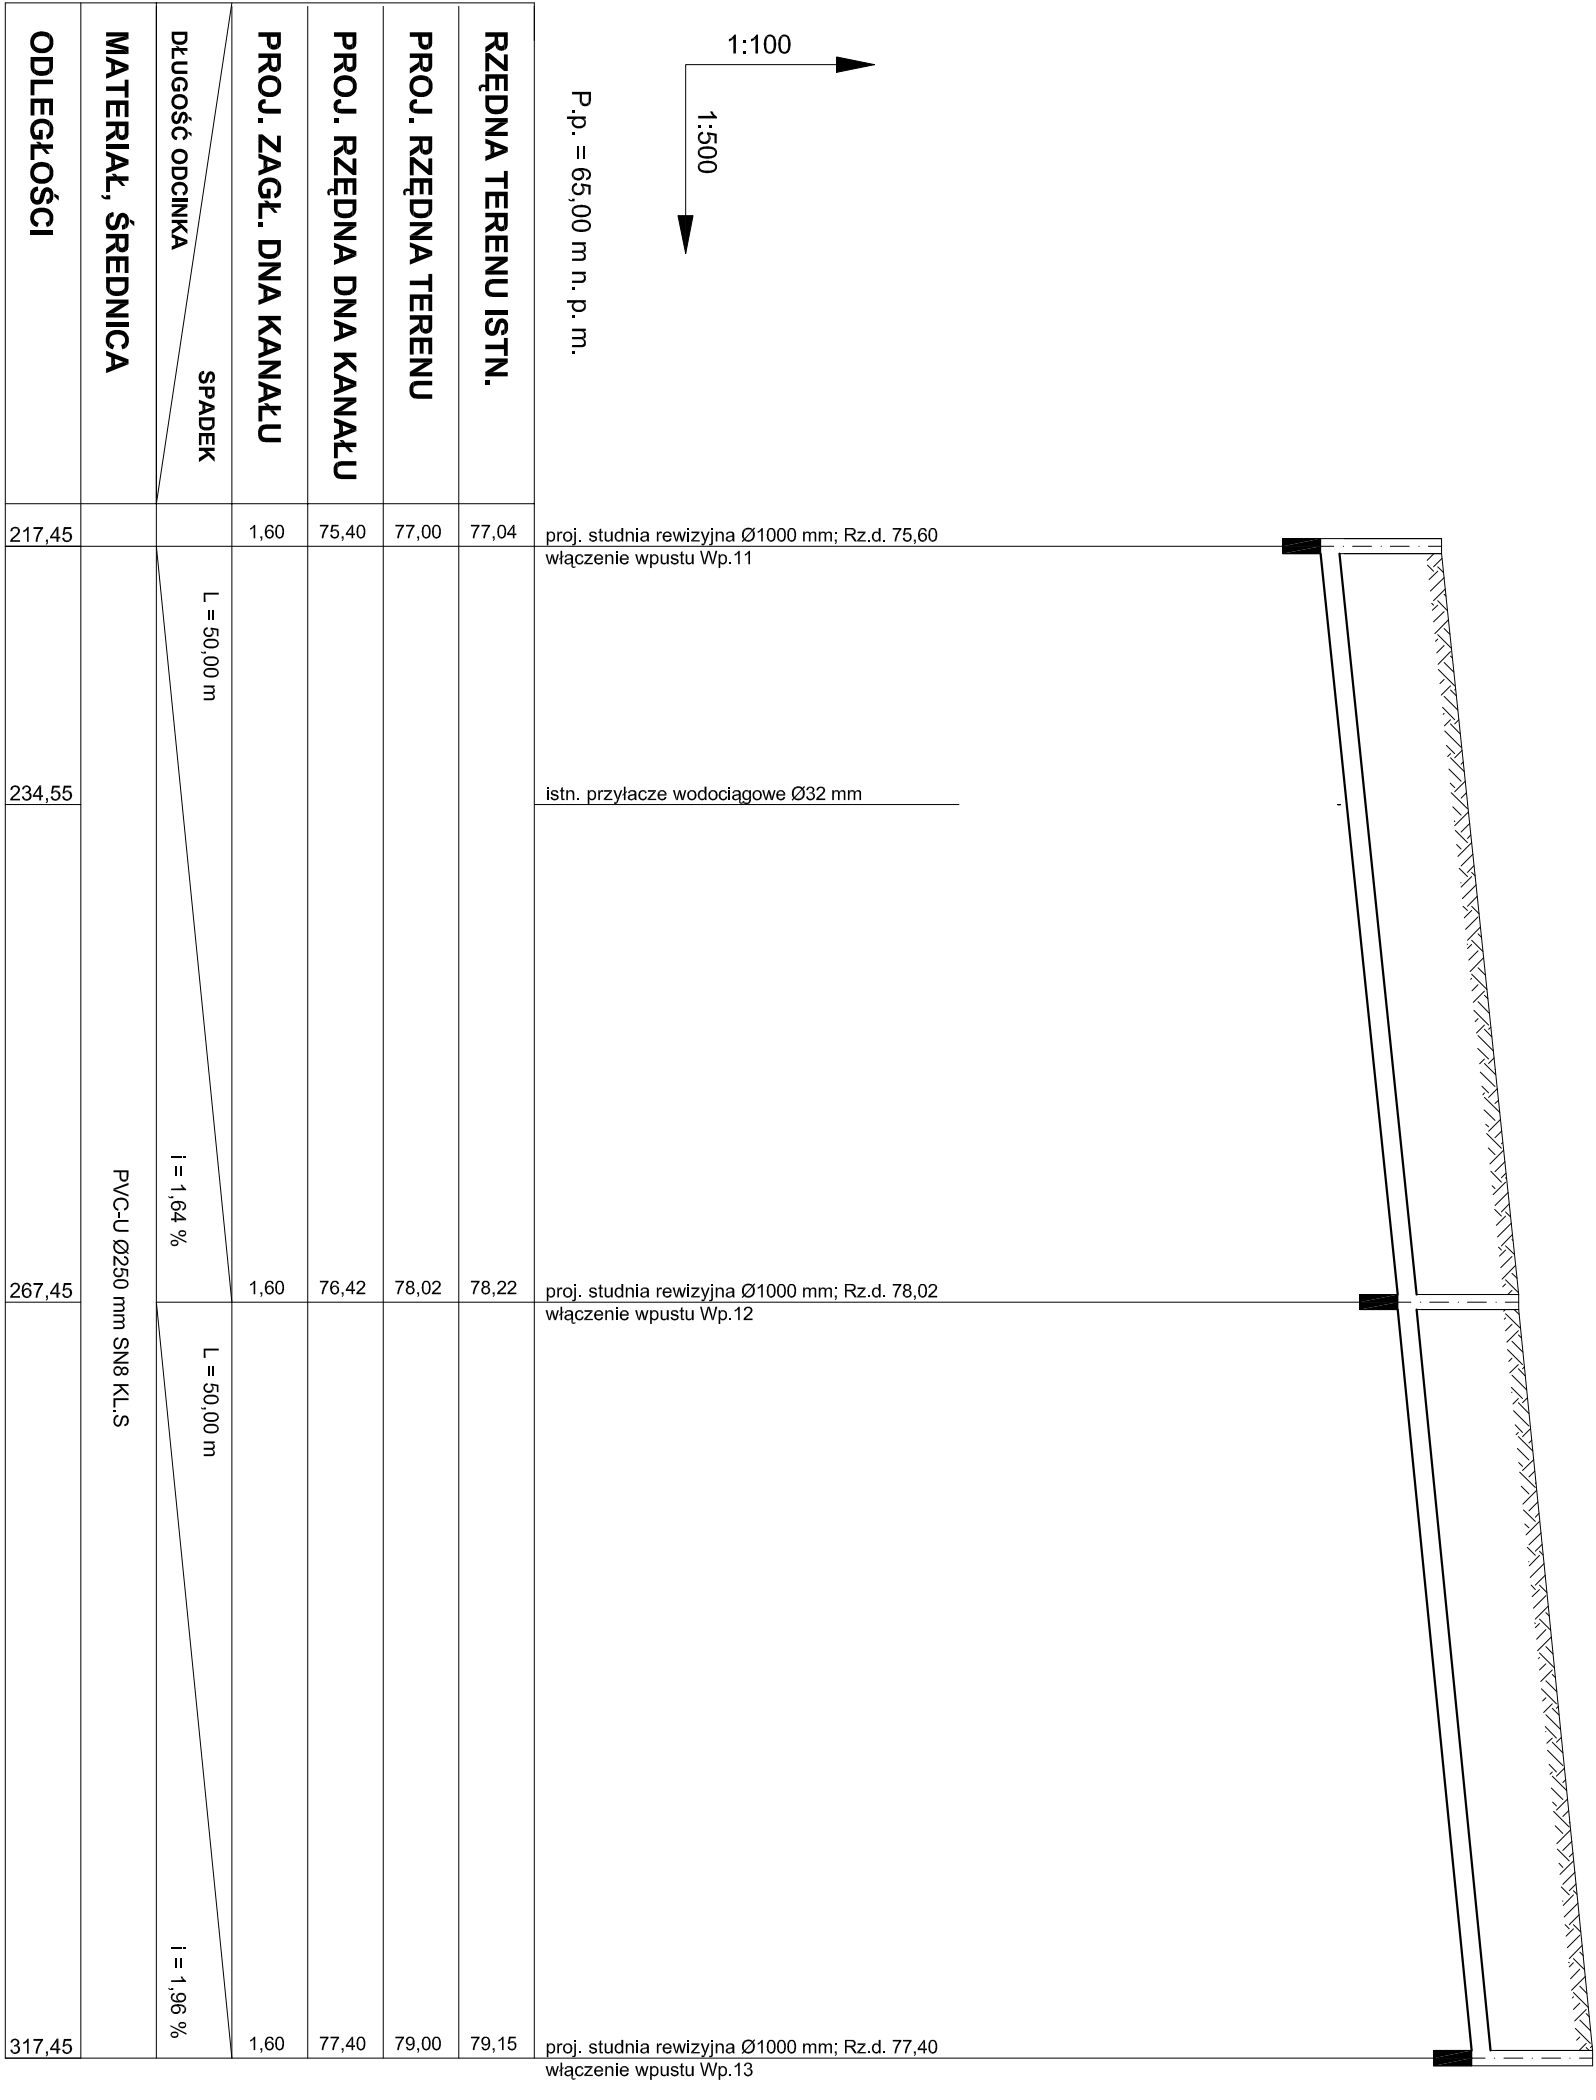 1:100
1:500
P.p. = 65,00 m n. p. m.
RZĘDNA TERENU ISTN.
PROJ. RZĘDNA TERENU
PROJ. RZĘDNA DNA KANAŁU
PROJ. ZAGŁ. DNA KANAŁU
SPADEK
DŁUGOŚĆ ODCINKA
MATERIAŁ, ŚREDNICA
ODLEGŁOŚCI
217,45 1,60 75,40 77,00 77,04 proj. studnia rewizyjna Ø1000 mm; Rz.d. 75,60
włączenie wpustu Wp.11
L = 50,00 m
234,55 istn. przyłacze wodociągowe Ø32 mm
i = 1,64 %
PVC-U Ø250 mm SN8 KL.S
267,45 1,60 76,42 78,02 78,22 proj. studnia rewizyjna Ø1000 mm; Rz.d. 78,02
włączenie wpustu Wp.12
L = 50,00 m
i = 1,96 %
317,45 1,60 77,40 79,00 79,15 proj. studnia rewizyjna Ø1000 mm; Rz.d. 77,40
włączenie wpustu Wp.13